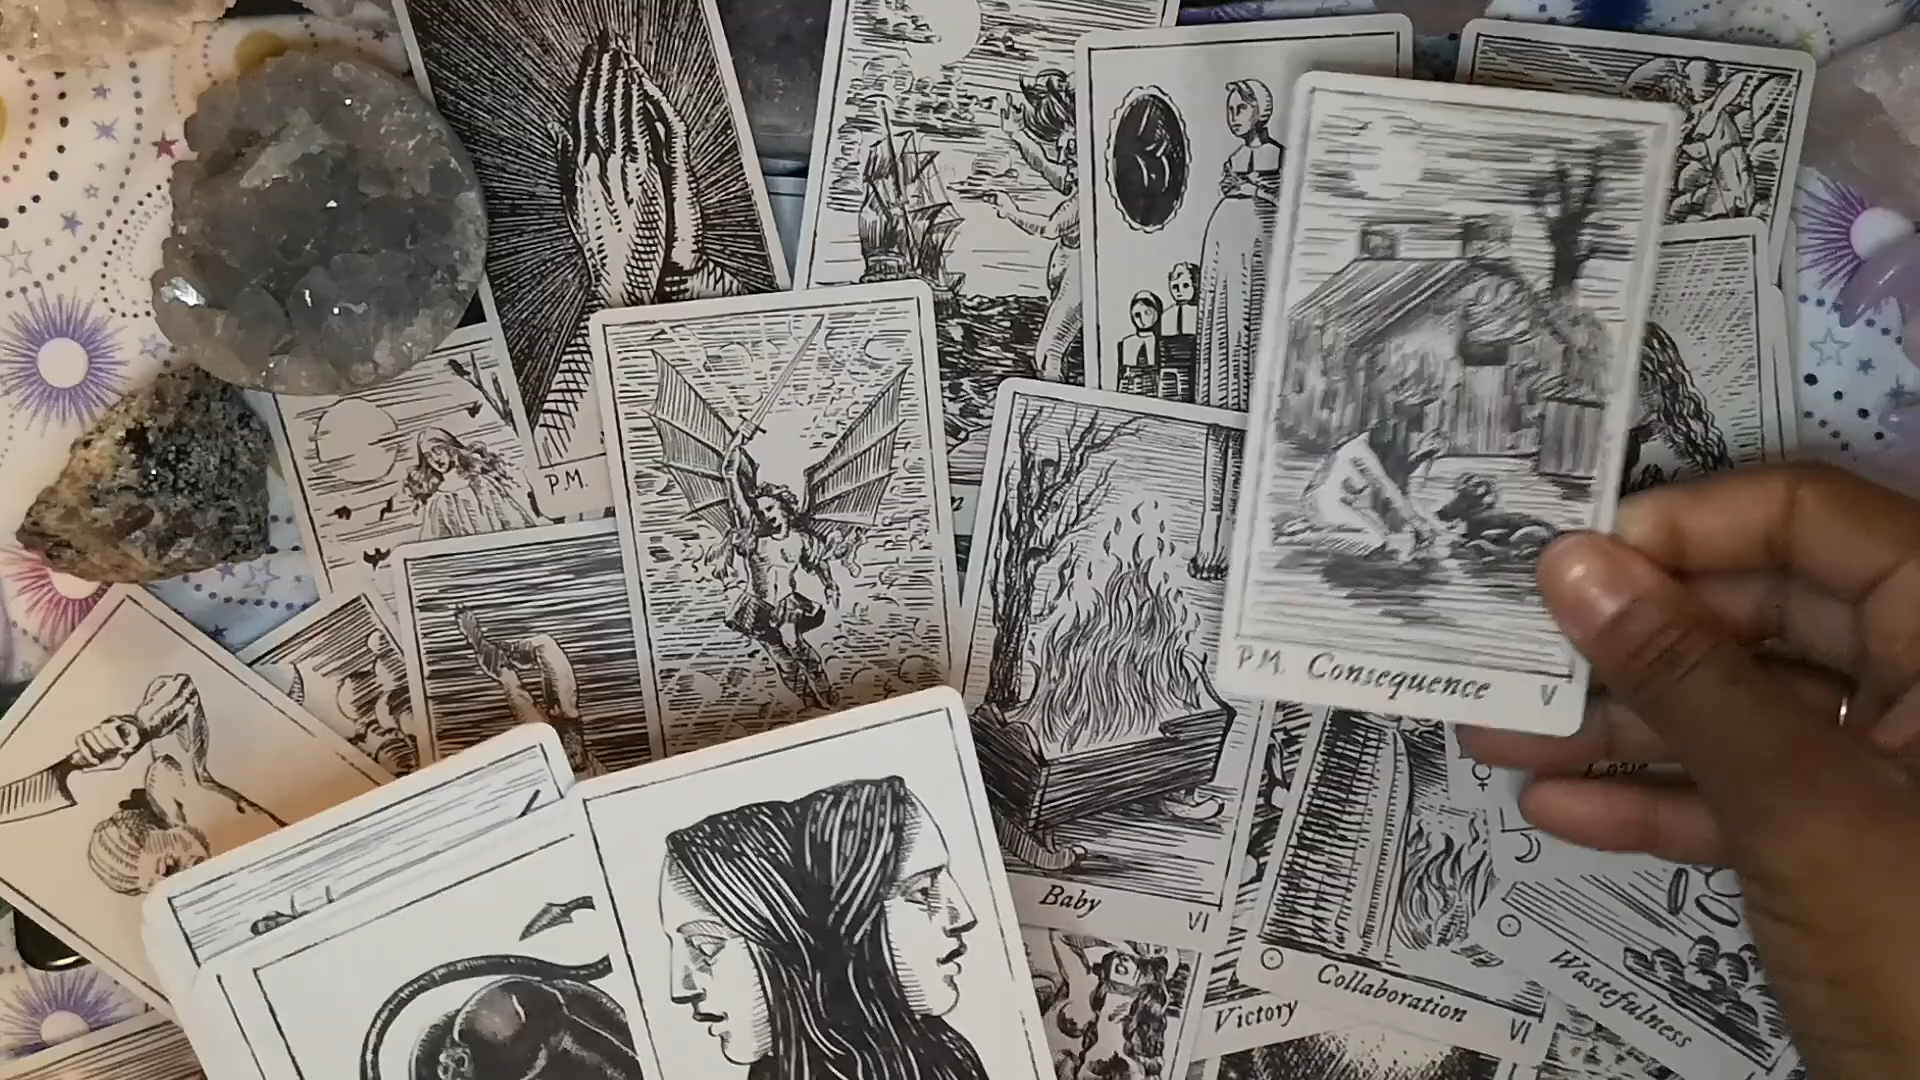 P.M.
P.M. Consequence V
Love
Baby VI
Collaboration VI
Wastefulness
Victory